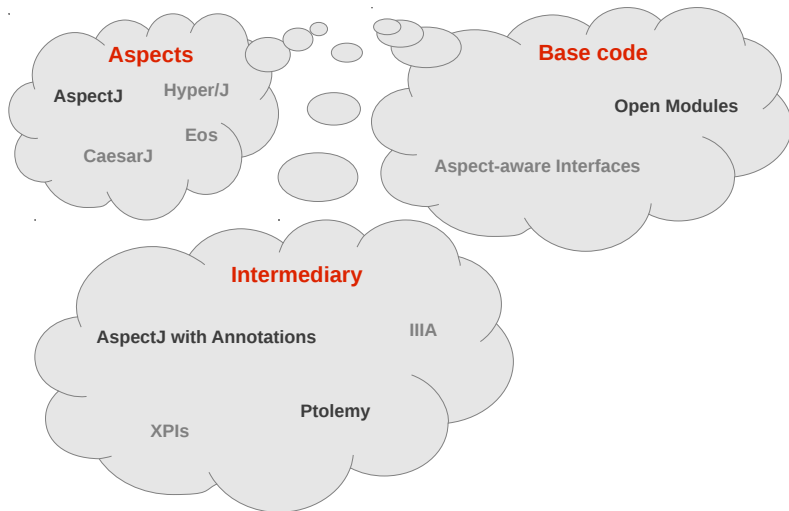 Aspects
AspectJ
Hyper/J
Eos
CaesarJ
Base code
Open Modules
Aspect-aware Interfaces
Intermediary
AspectJ with Annotations
IIIA
Ptolemy
XPIs